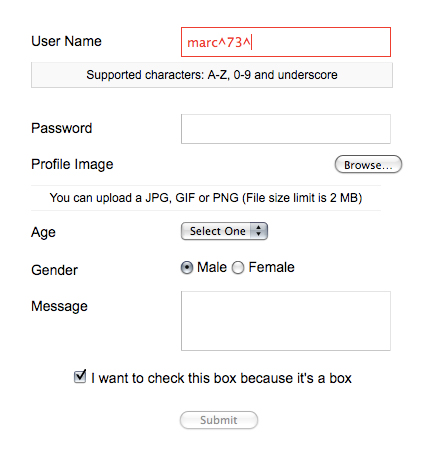 User Name marc^73^
Supported characters: A-Z, 0-9 and underscore
Password
Profile Image Browse...
You can upload a JPG, GIF or PNG (File size limit is 2 MB)
Age Select One
Gender Male Female
Message
I want to check this box because it's a box
Submit